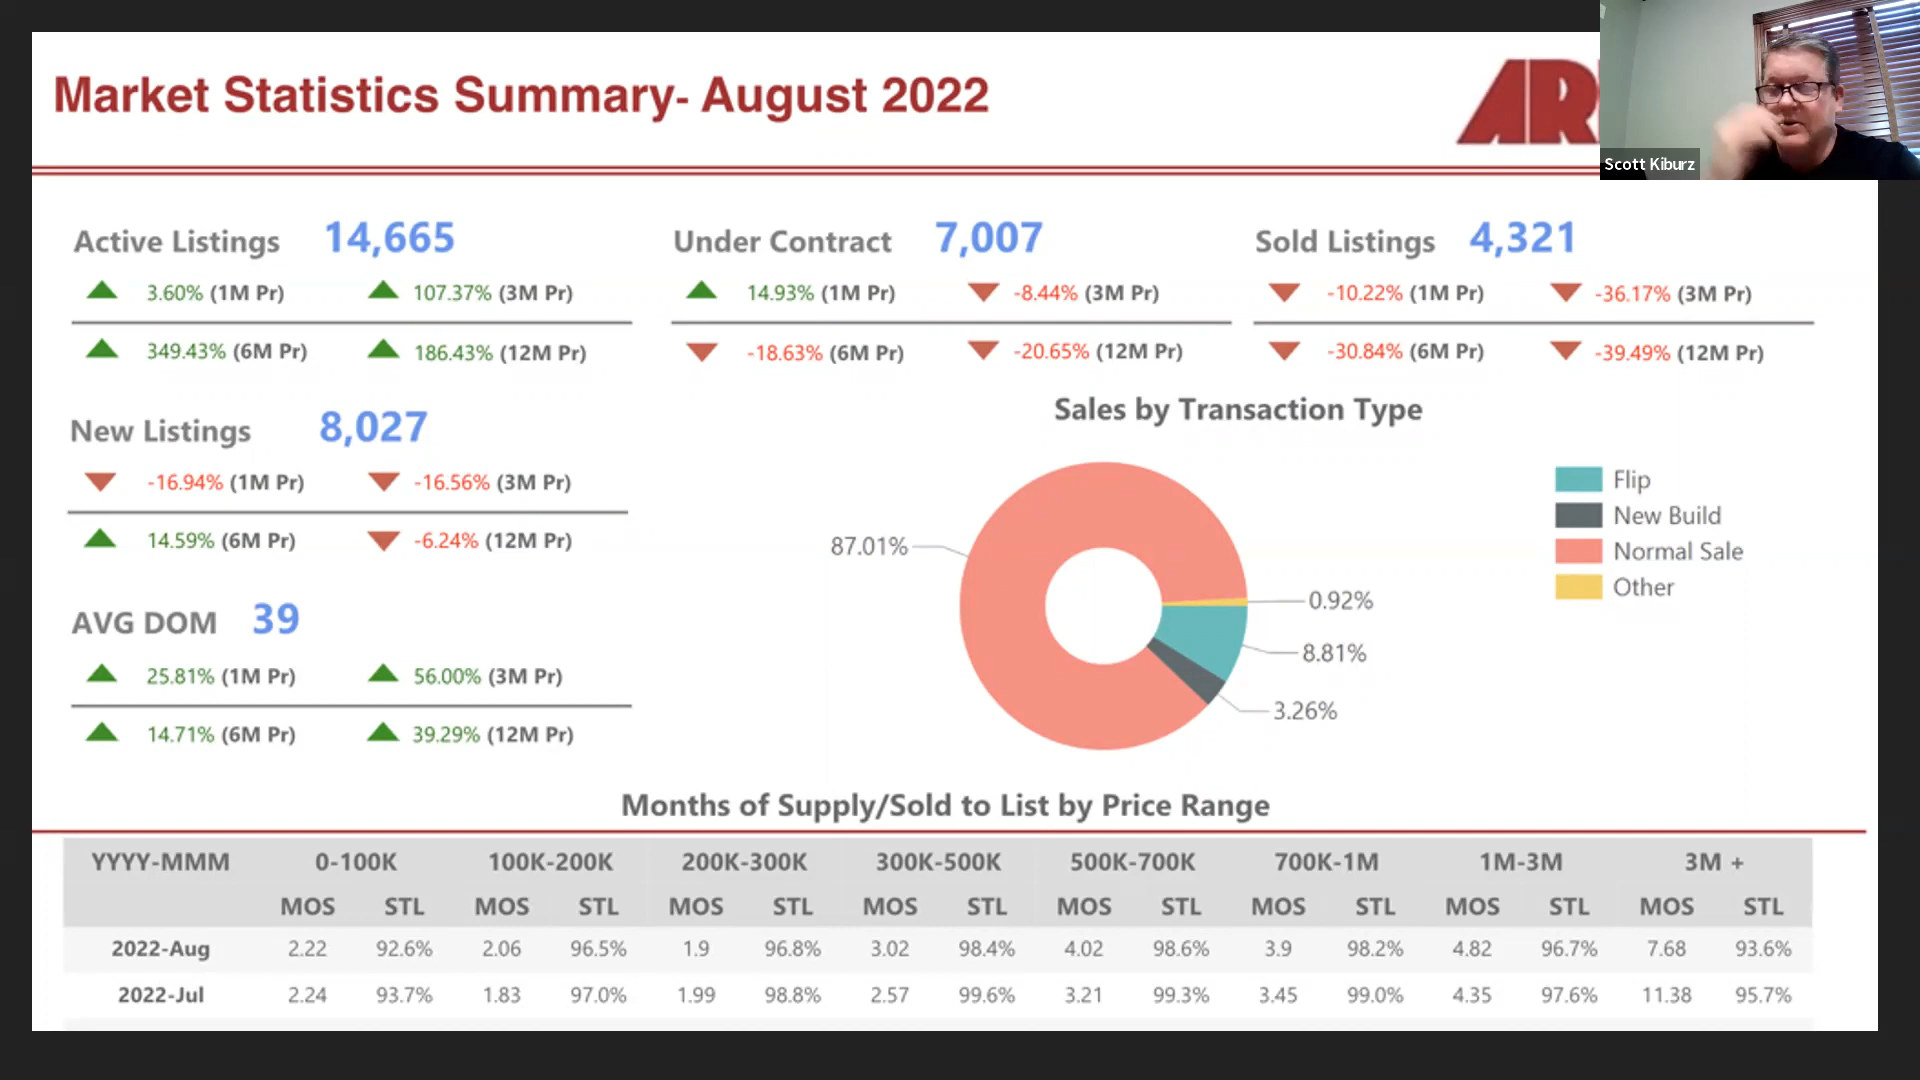 Market Statistics Summary- August 2022
AR
Scott Kiburz
Active Listings 14,665
3.60% (1M Pr) 107.37% (3M Pr)
349.43% (6M Pr) 186.43% (12M Pr)
Under Contract 7,007
14.93% (1M Pr) -8.44% (3M Pr)
-18.63% (6M Pr) -20.65% (12M Pr)
Sold Listings 4,321
-10.22% (1M Pr) -36.17% (3M Pr)
-30.84% (6M Pr) -39.49% (12M Pr)
New Listings 8,027
-16.94% (1M Pr) -16.56% (3M Pr)
14.59% (6M Pr) -6.24% (12M Pr)
AVG DOM 39
25.81% (1M Pr) 56.00% (3M Pr)
14.71% (6M Pr) 39.29% (12M Pr)
Sales by Transaction Type
87.01%
0.92%
8.81%
3.26%
Flip
New Build
Normal Sale
Other
Months of Supply/Sold to List by Price Range
YYYY-MMM 0-100K 100K-200K 200K-300K 300K-500K 500K-700K 700K-1M 1M-3M 3M +
MOS STL MOS STL MOS STL MOS STL MOS STL MOS STL MOS STL MOS STL
2022-Aug 2.22 92.6% 2.06 96.5% 1.9 96.8% 3.02 98.4% 4.02 98.6% 3.9 98.2% 4.82 96.7% 7.68 93.6%
2022-Jul 2.24 93.7% 1.83 97.0% 1.99 98.8% 2.57 99.6% 3.21 99.3% 3.45 99.0% 4.35 97.6% 11.38 95.7%